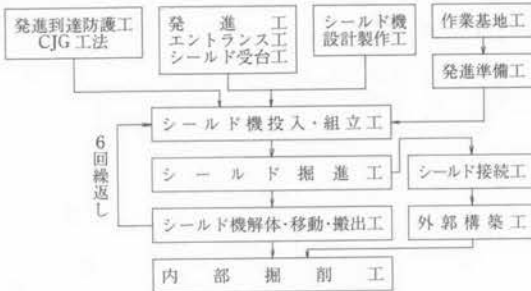 発進到達防護工
CJG工法
発進工
エントランス工
シールド受台工
シールド機
設計製作工
作業基地工
発進準備工
シールド機投入・組立工
6回繰返し
シールド掘進工
シールド接続工
シールド機解体・移動・搬出工
外郭構築工
内部掘削工